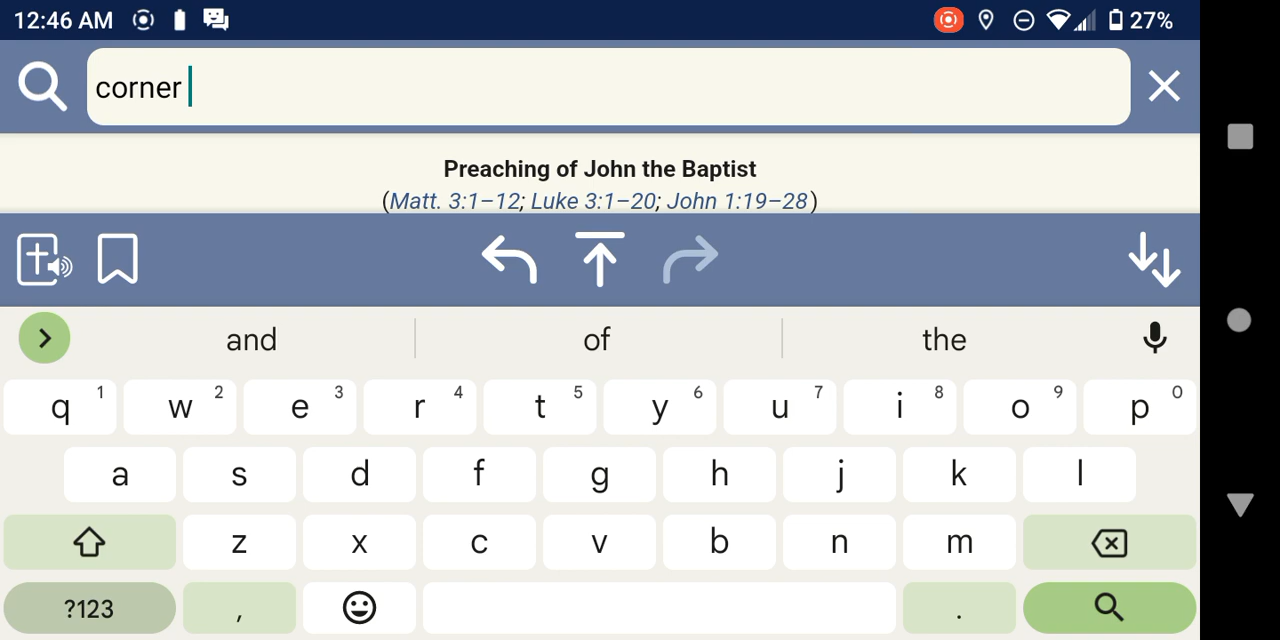 12:46 AM 27%
corner
Preaching of John the Baptist
(Matt. 3:1–12; Luke 3:1–20; John 1:19–28)
and of the
q 1 w 2 e 3 r 4 t 5 y 6 u 7 i 8 o 9 p 0
a s d f g h j k l
z x c v b n m
?123 , .